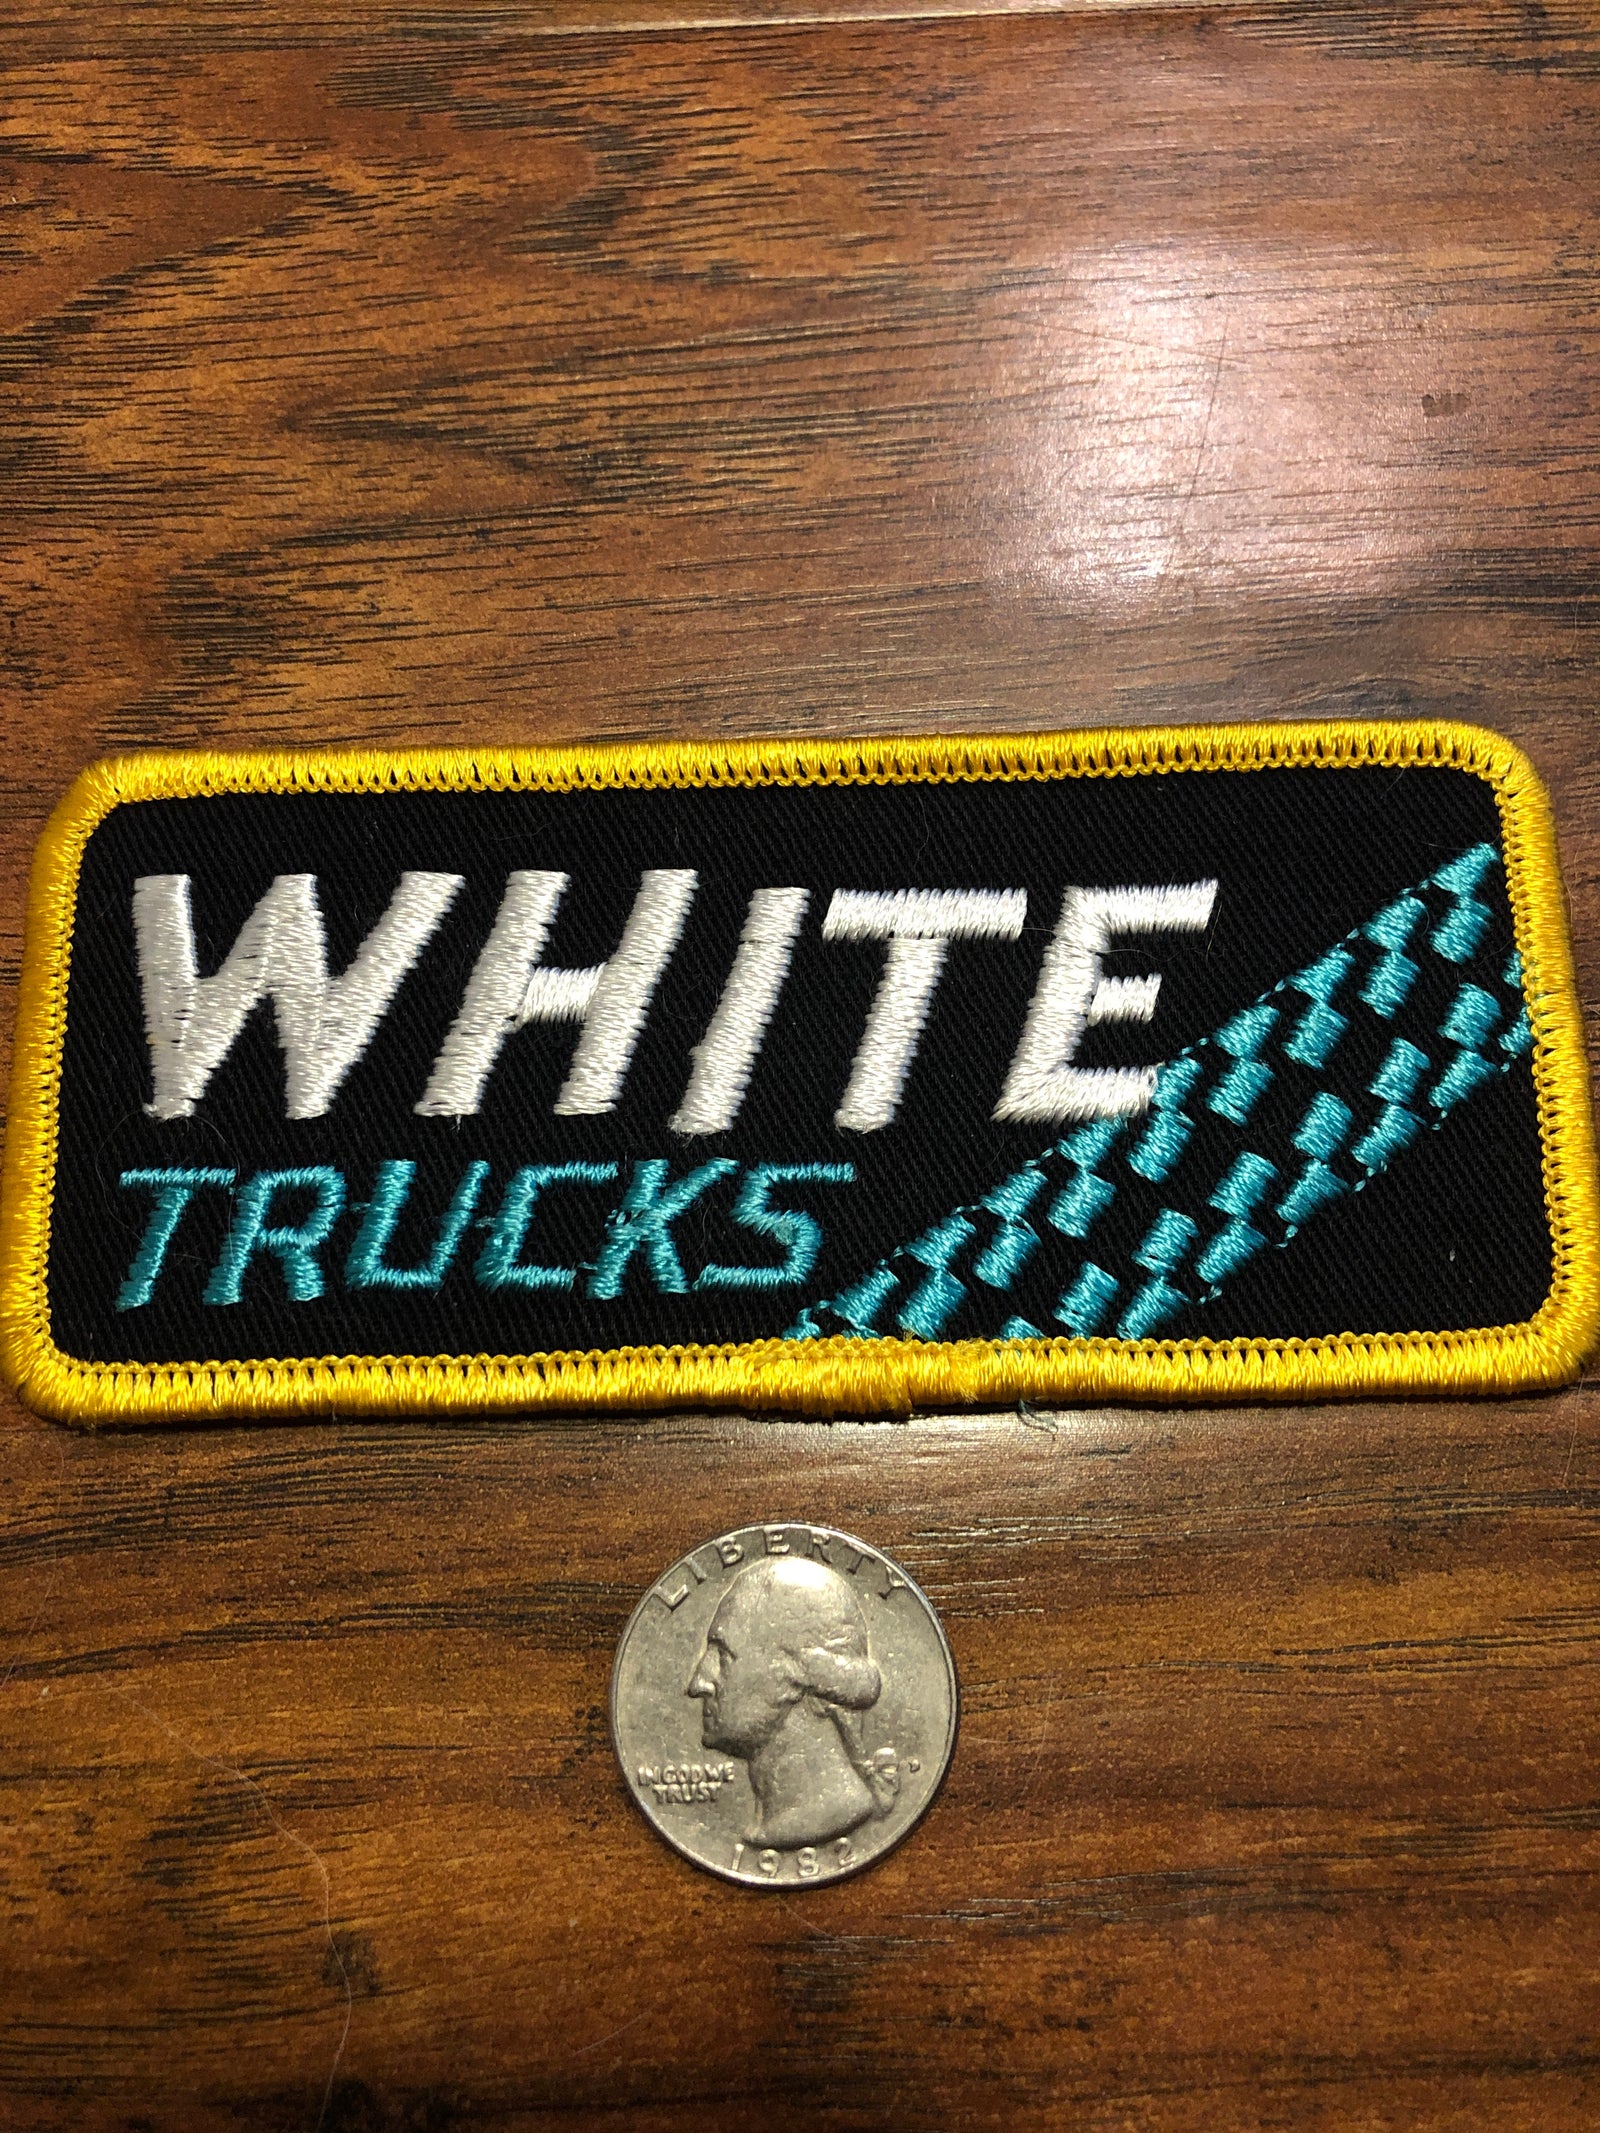 WHITE
TRUCKS
LIBERTY
IN GOD WE
TRUST
D
1982